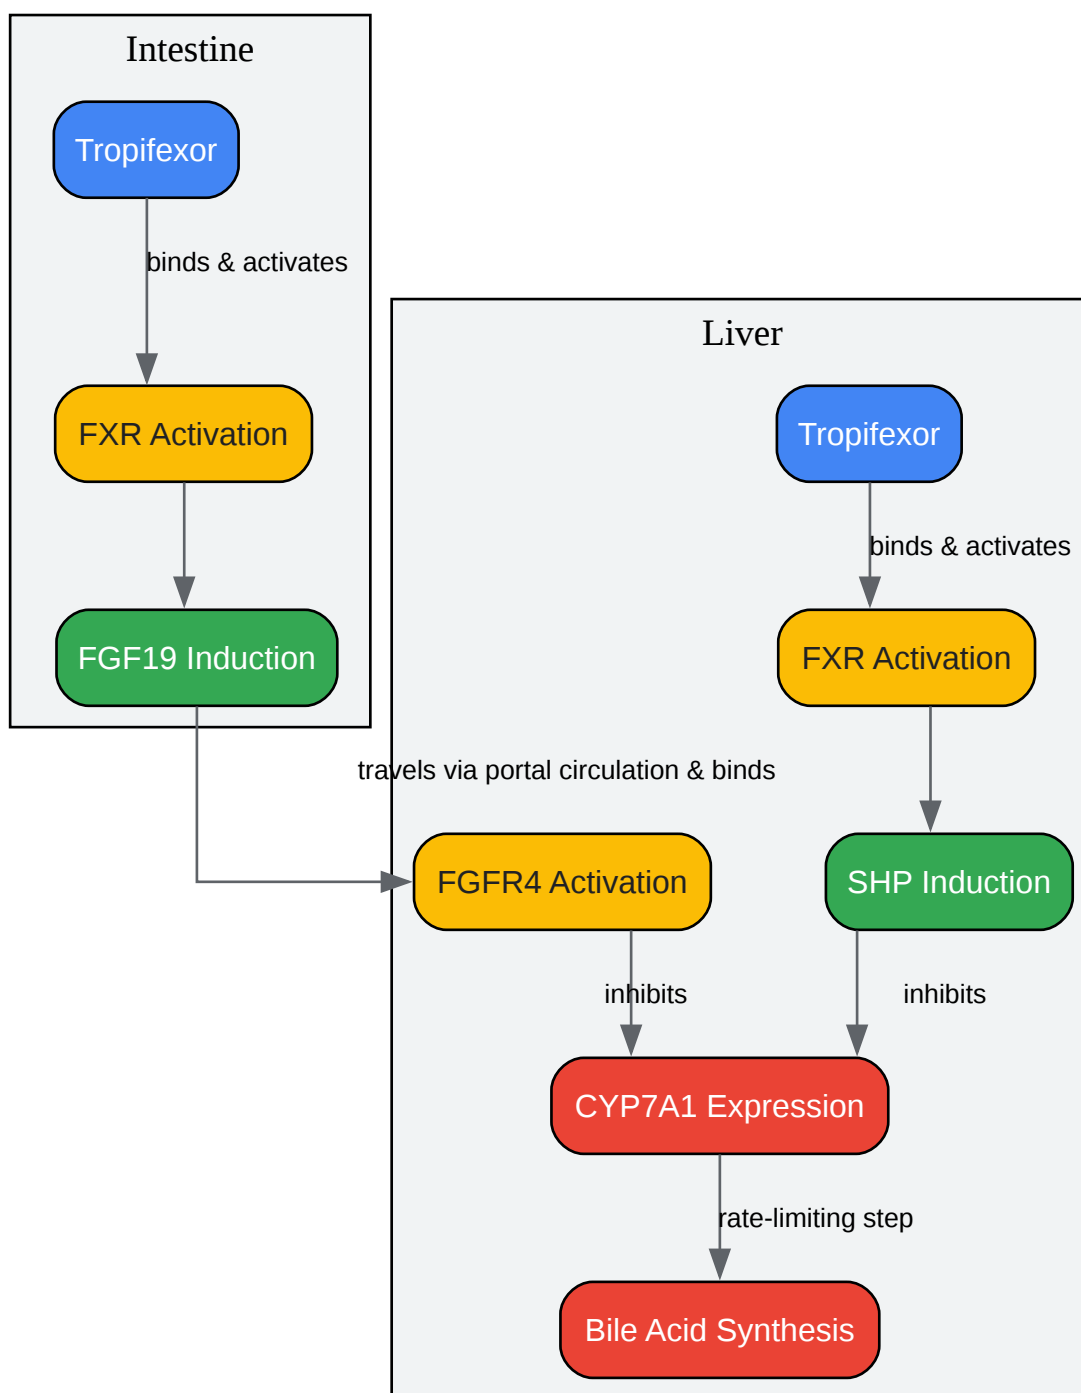 Intestine
Tropifexor
binds & activates
FXR Activation
FGF19 Induction
Liver
Tropifexor
binds & activates
FXR Activation
travels via portal circulation & binds
FGFR4 Activation
SHP Induction
inhibits
inhibits
CYP7A1 Expression
rate-limiting step
Bile Acid Synthesis